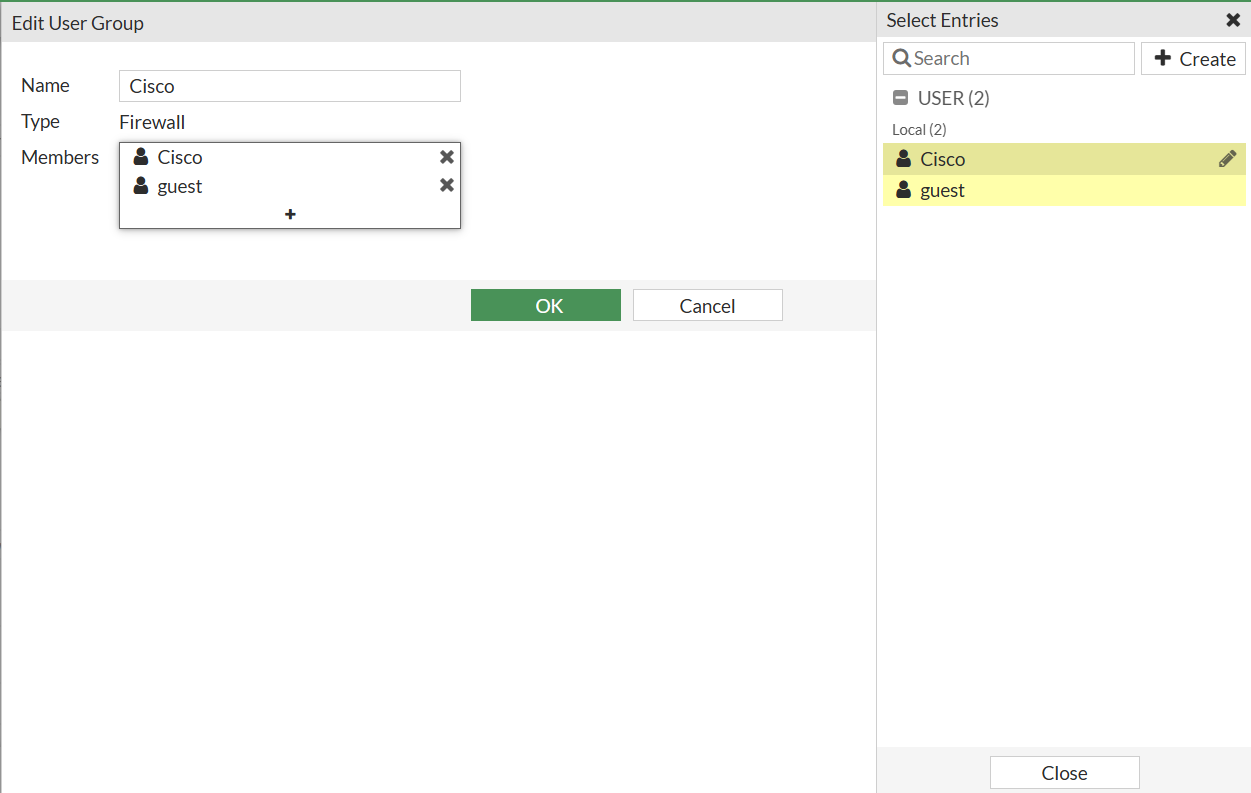 Edit User Group
Name
Cisco
Type
Firewall
Members
Cisco
guest
OK
Cancel
Select Entries
Search
Create
USER (2)
Local (2)
Cisco
guest
Close